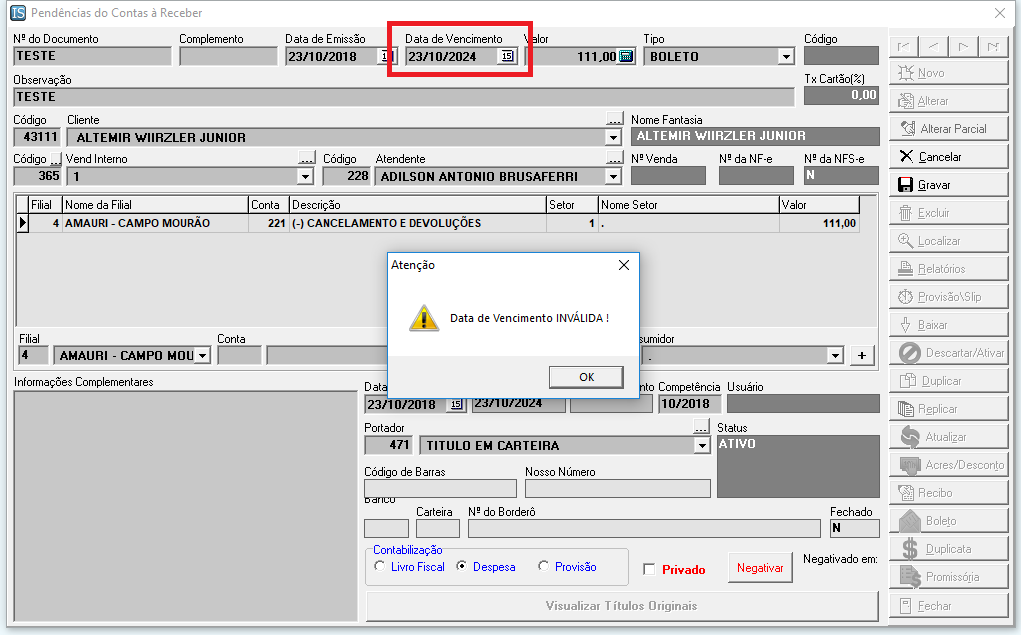 IS Pendências do Contas à Receber
Nº do Documento Complemento Data de Emissão Data de Vencimento Valor Tipo Código
TESTE 23/10/2018 15 23/10/2024 15 111,00 BOLETO
Observação Tx Cartão(%)
TESTE 0,00
Código Cliente ... Nome Fantasia
43111 ALTEMIR WIIRZLER JUNIOR ALTEMIR WIIRZLER JUNIOR
Código ... Vend Interno ... Código Atendente ... Nº Venda Nº da NF-e Nº da NFS-e
365 1 228 ADILSON ANTONIO BRUSAFERRI N
Filial Nome da Filial Conta Descrição Setor Nome Setor Valor
4 AMAURI - CAMPO MOURÃO 221 (-) CANCELAMENTO E DEVOLUÇÕES 1 . 111,00
Atenção
Data de Vencimento INVÁLIDA !
OK
Filial Conta sumidor
4 AMAURI - CAMPO MOU . +
Informações Complementares
Data nto Competência Usuário
23/10/2018 15 23/10/2024 10/2018
Portador ... Status
471 TITULO EM CARTEIRA ATIVO
Código de Barras Nosso Número
Banco Carteira Nº do Borderô Fechado
N
Contabilização
Livro Fiscal Despesa Provisão
Privado
Negativar
Negativado em:
Visualizar Títulos Originais
Novo
Alterar
Alterar Parcial
Cancelar
Gravar
Excluir
Localizar
Relatórios
Provisão\Slip
Baixar
Descartar/Ativar
Duplicar
Replicar
Atualizar
Acres/Desconto
Recibo
Boleto
Duplicata
Promissória
Fechar